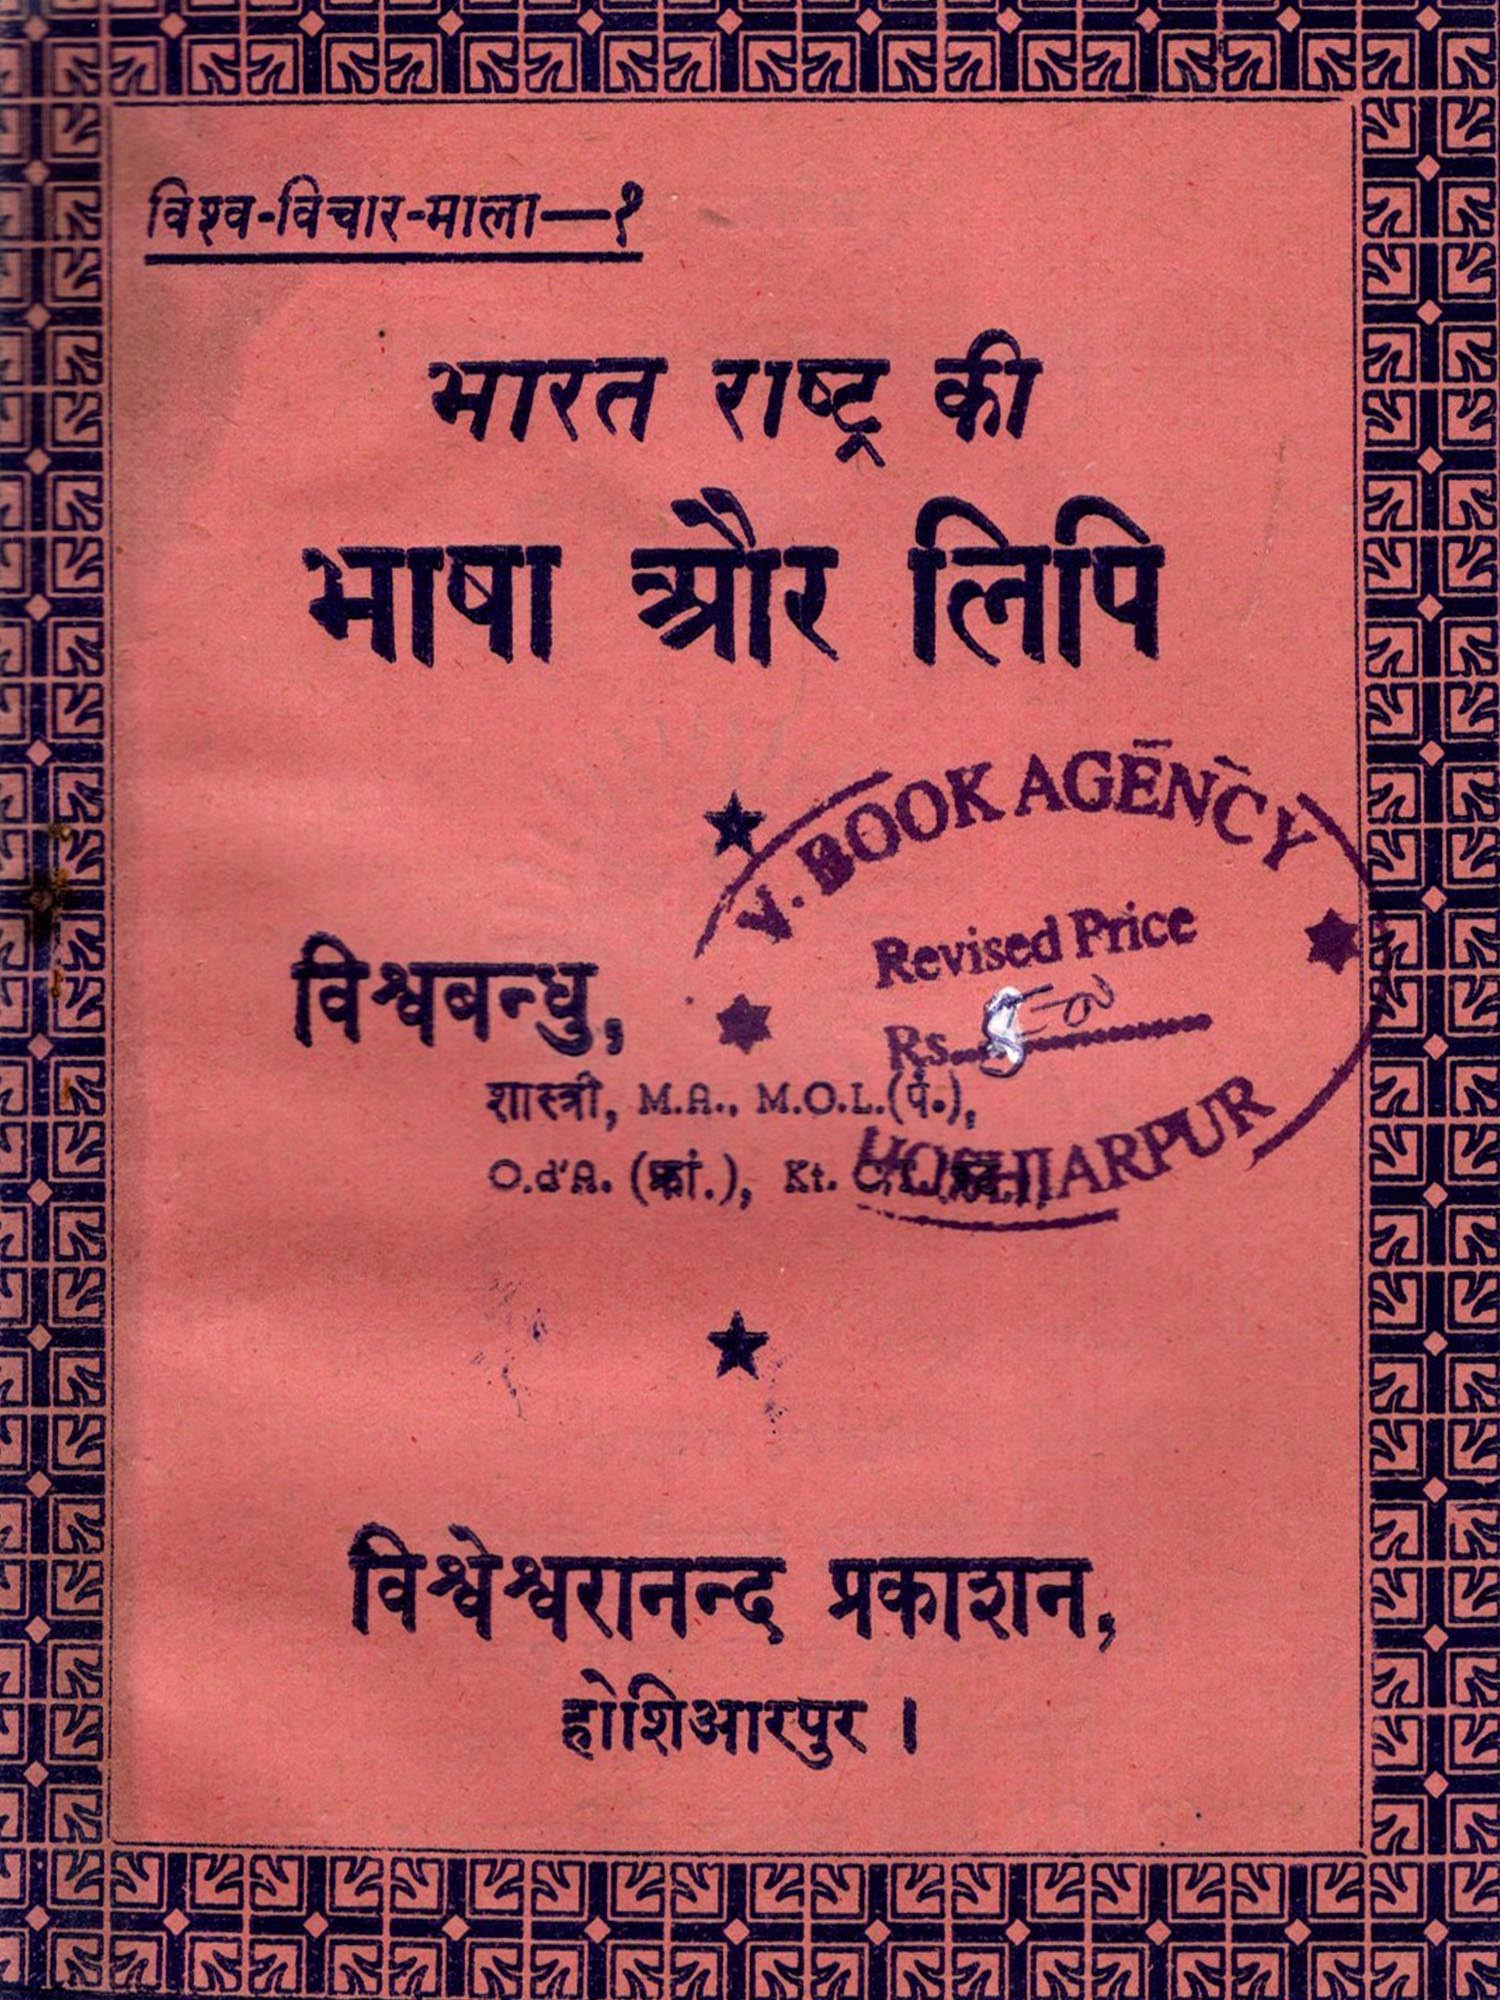 विश्व-विचार-माला—१
भारत राष्ट्र की
भाषा और लिपि
V. BOOK AGENCY
Revised Price
Rs.
HOSHIARPUR
विश्वबन्धु,
शास्त्री, M.A., M.O.L.(पं.),
O.d'A. (फ्रां.), Kt. C.T.
विश्वेश्वरानन्द प्रकाशन,
होशिआरपुर ।